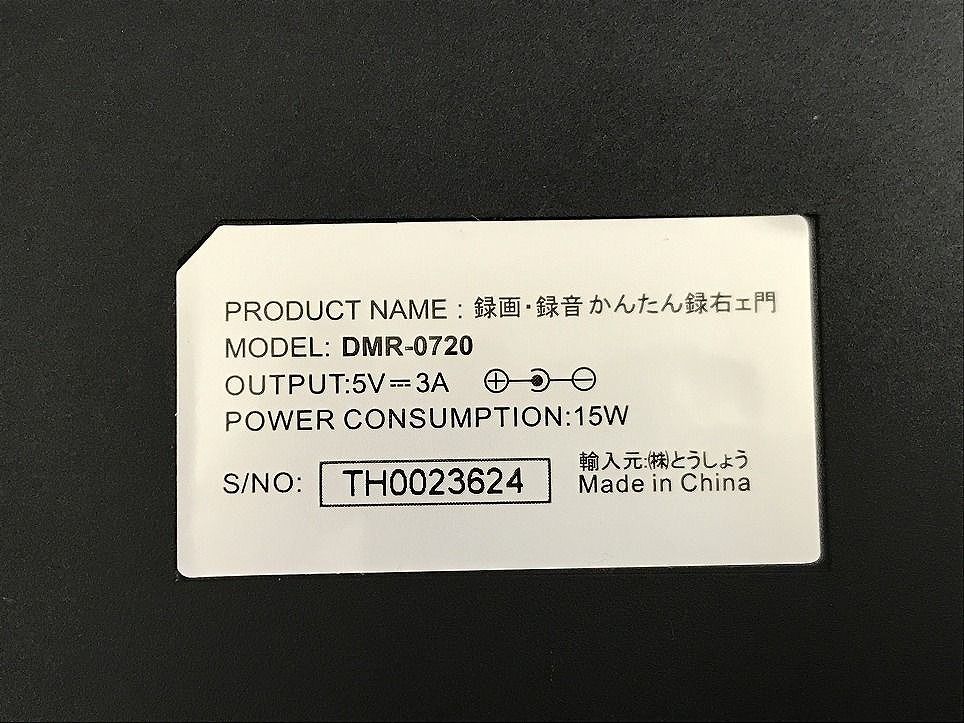 PRODUCT NAME : 録画・録音 かんたん録右ェ門
MODEL: DMR-0720
OUTPUT:5V⎓3A
POWER CONSUMPTION:15W
S/NO: TH0023624
輸入元:㈱とうしょう
Made in China